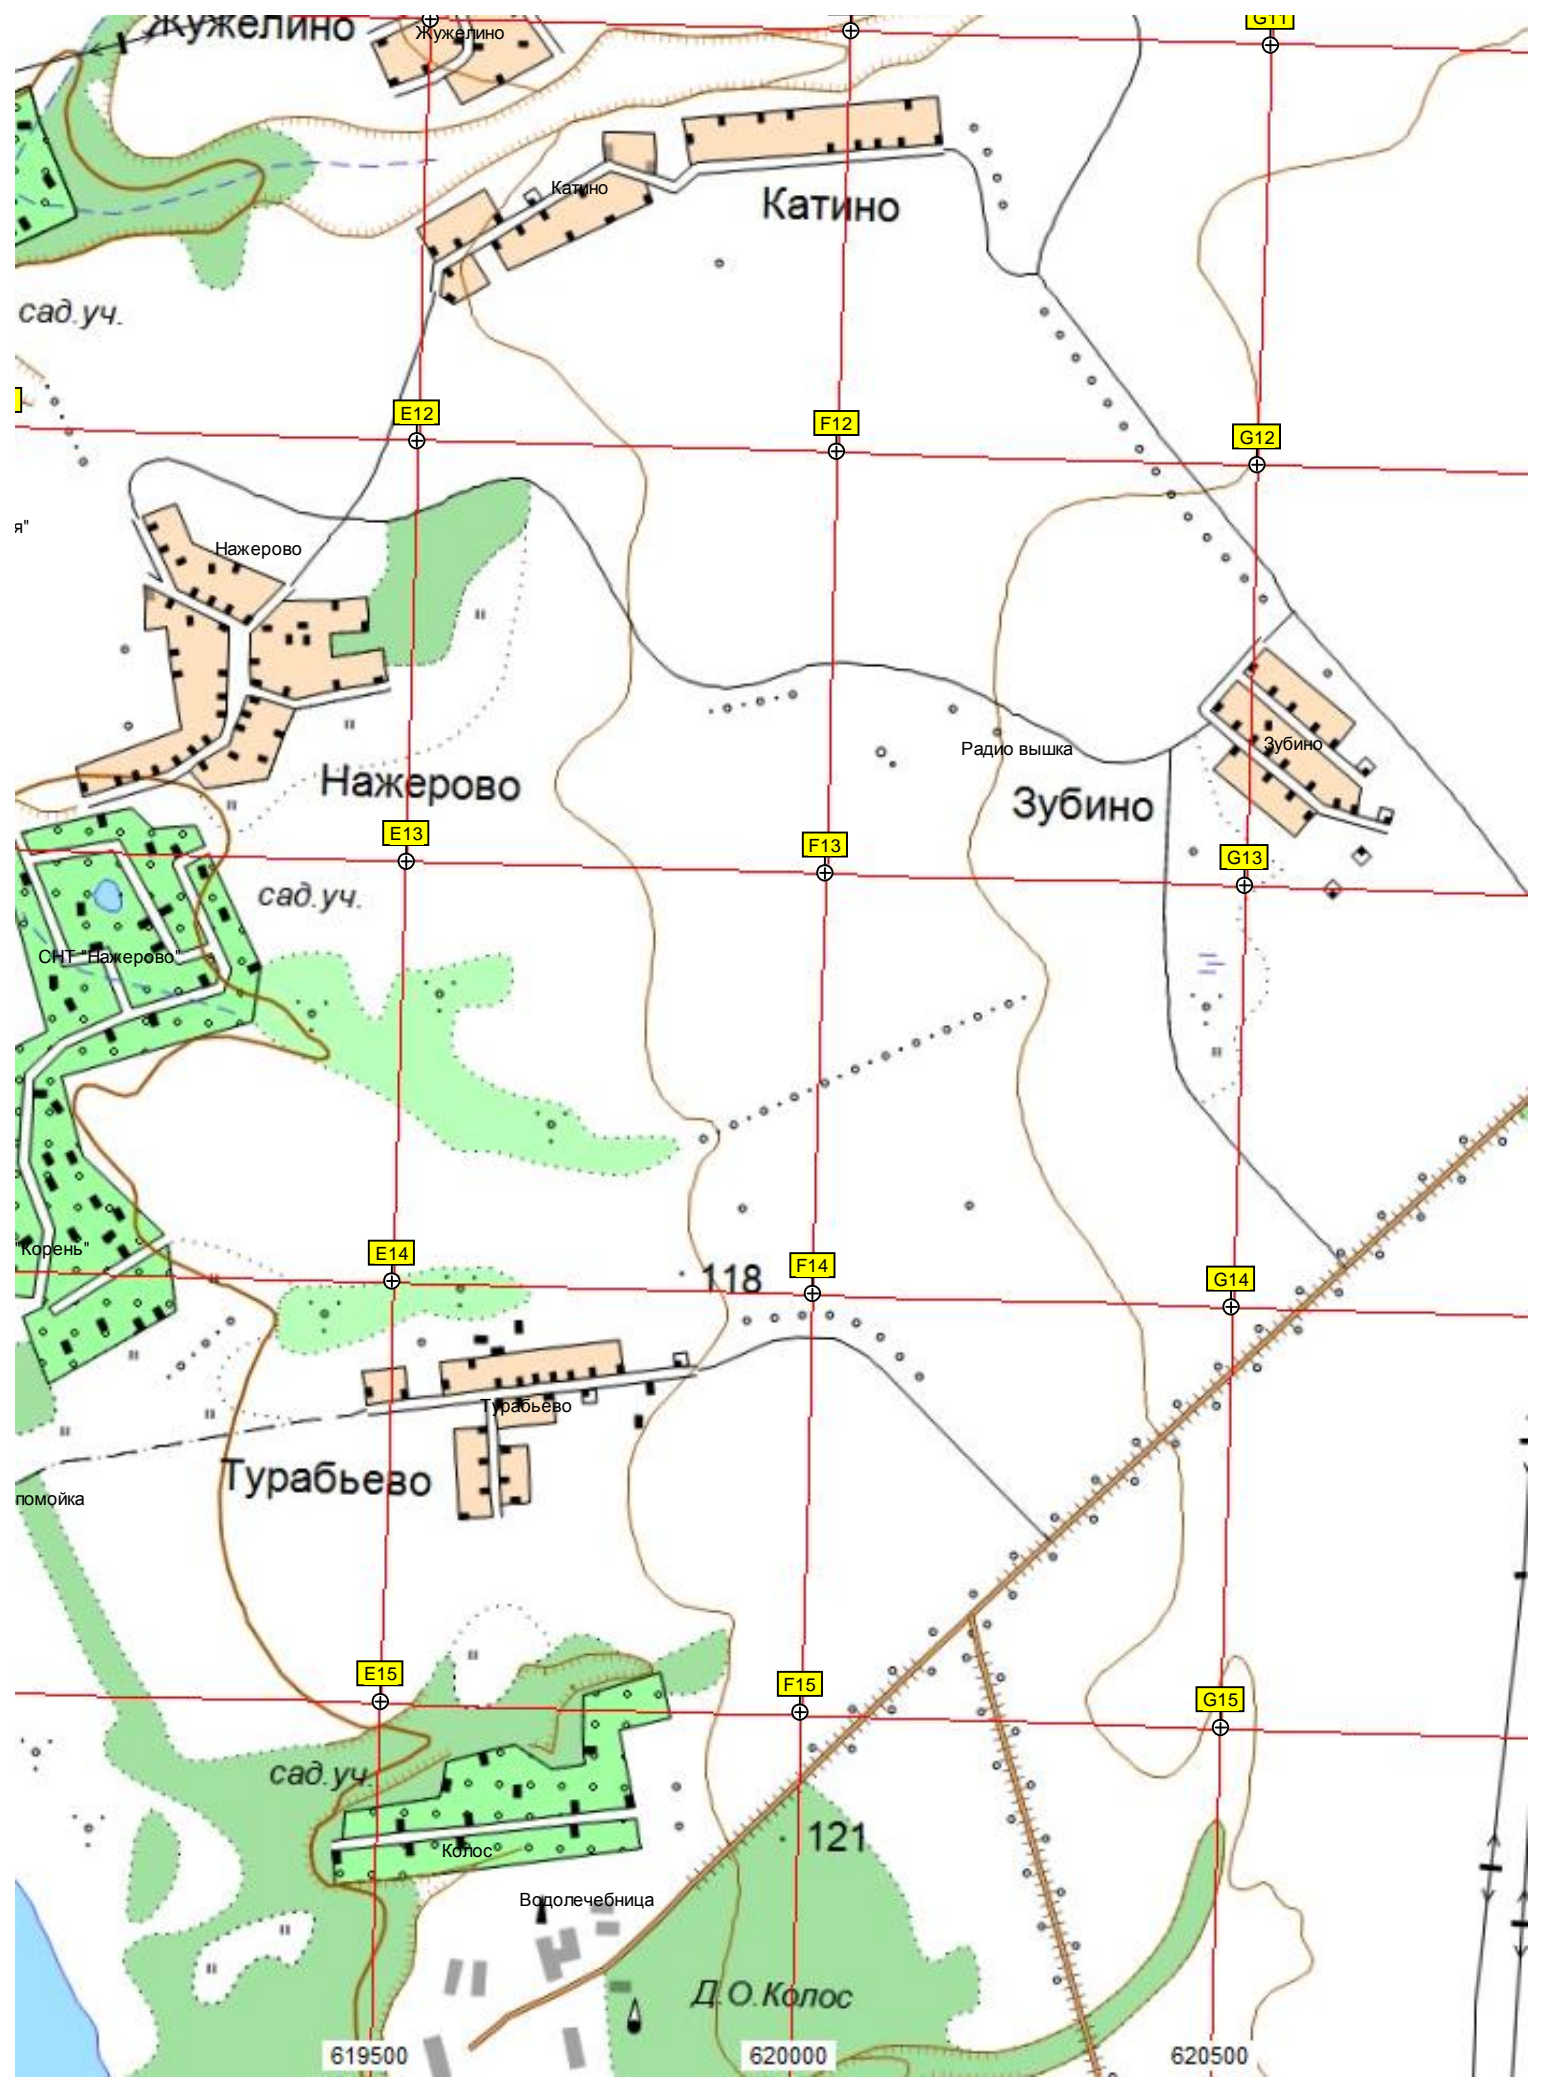 Жужелино
Жужелино
G11
Катино
Катино
сад.уч.
E12
F12
G12
я"
Нажерово
Радио вышка
Зубино
Нажерово
Зубино
E13
F13
G13
сад.уч.
СНТ "Нажерово"
"Корень"
E14
F14
G14
118
Турабьево
Турабьево
помойка
E15
F15
G15
сад.уч.
121
Колос
Водолечебница
Д.О.Колос
619500
620000
620500